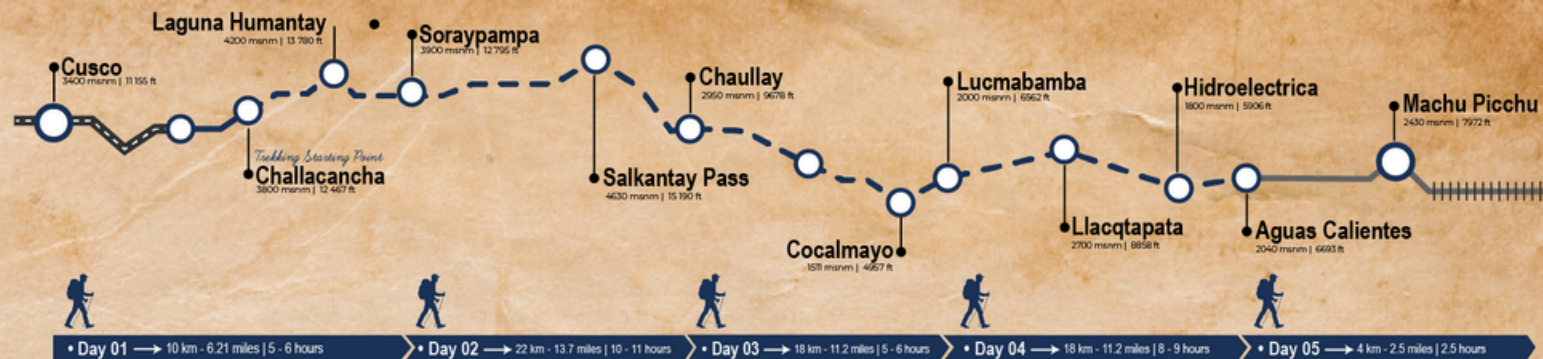 Laguna Humantay
4200 msnm | 13 780 ft
Soraypampa
3900 msnm | 12 795 ft
Cusco
3400 msnm | 11 155 ft
Chaullay
2950 msnm | 9678 ft
Lucmabamba
2000 msnm | 6562 ft
Hidroelectrica
1800 msnm | 5906 ft
Machu Picchu
2430 msnm | 7972 ft
Trekking Starting Point
Challacancha
3800 msnm | 12 467 ft
Salkantay Pass
4630 msnm | 15 190 ft
Cocalmayo
1511 msnm | 4957 ft
Llacqtapata
2700 msnm | 8858 ft
Aguas Calientes
2040 msnm | 6693 ft
• Day 01 → 10 km - 6.21 miles | 5 - 6 hours
• Day 02 → 22 km - 13.7 miles | 10 - 11 hours
• Day 03 → 18 km - 11.2 miles | 5 - 6 hours
• Day 04 → 18 km - 11.2 miles | 8 - 9 hours
• Day 05 → 4 km - 2.5 miles | 2.5 hours